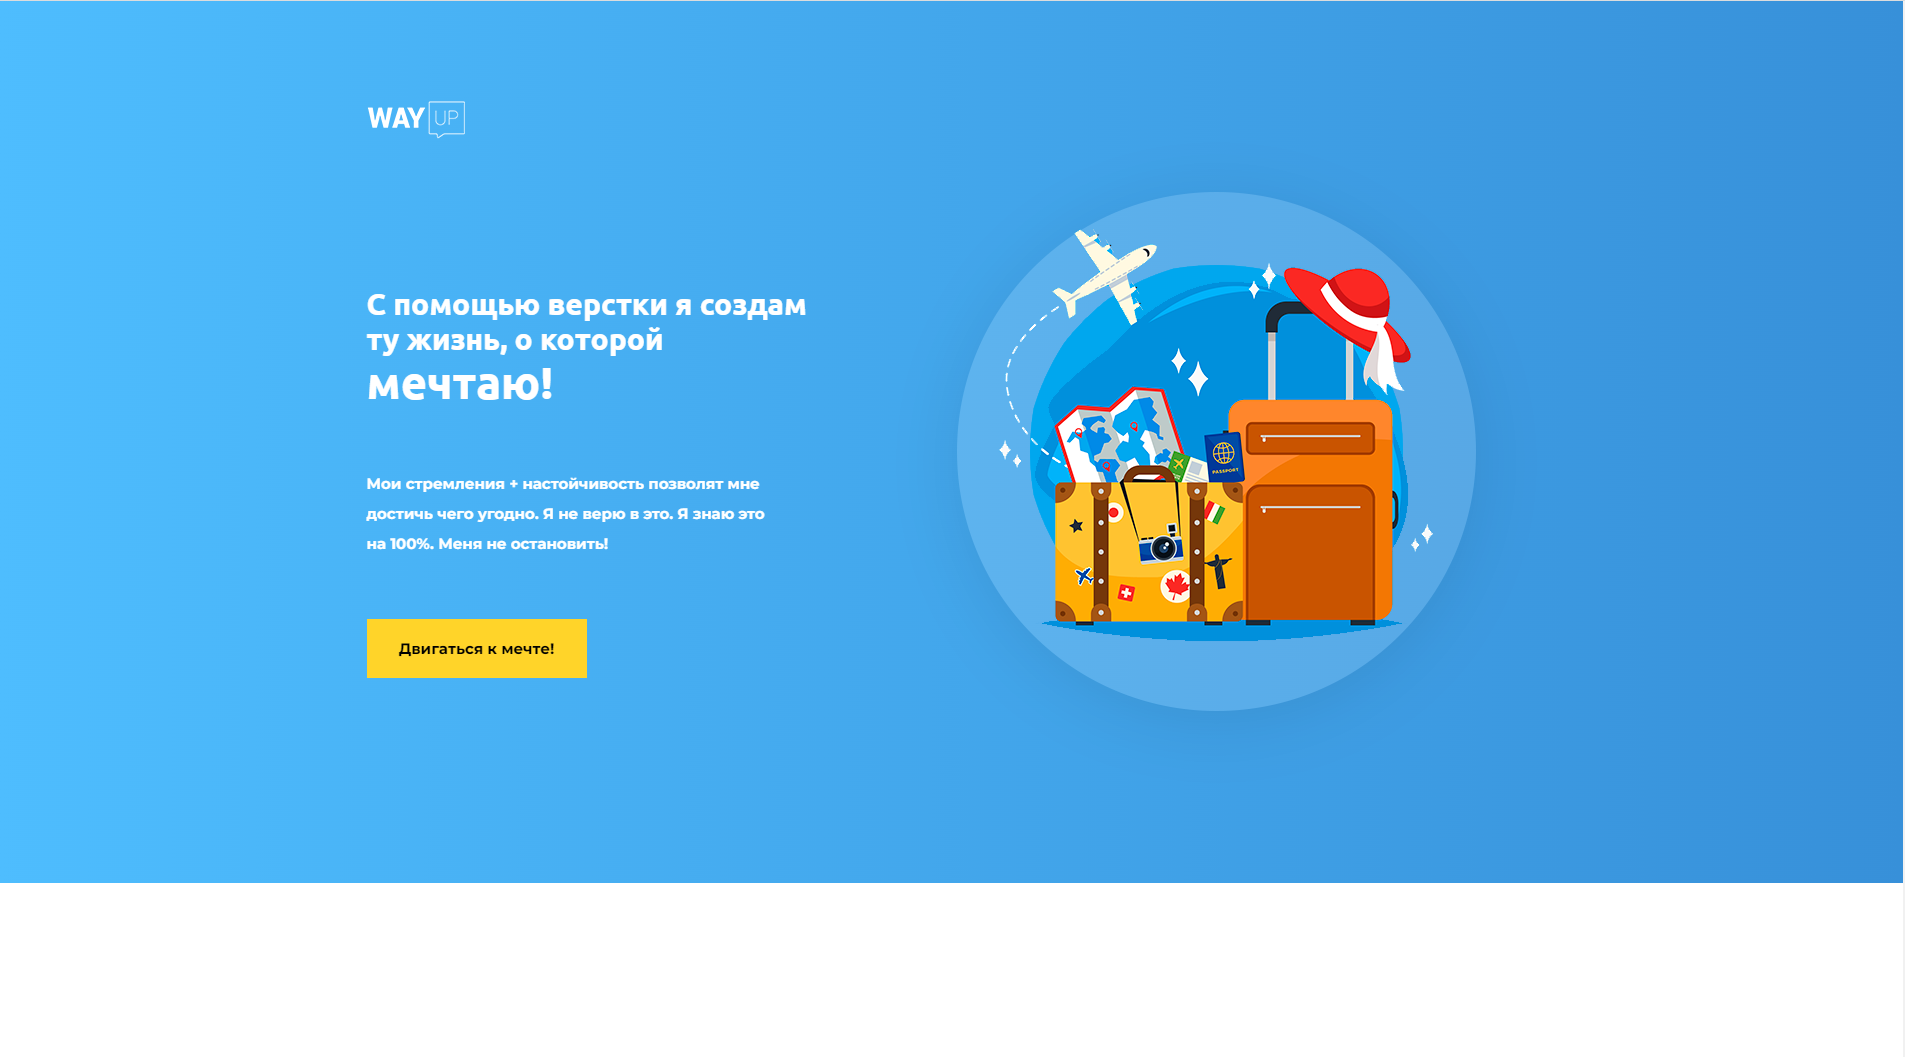 WAY UP
С помощью верстки я создам
ту жизнь, о которой
мечтаю!
Мои стремления + настойчивость позволят мне
достичь чего угодно. Я не верю в это. Я знаю это
на 100%. Меня не остановить!
Двигаться к мечте!
PASSPORT